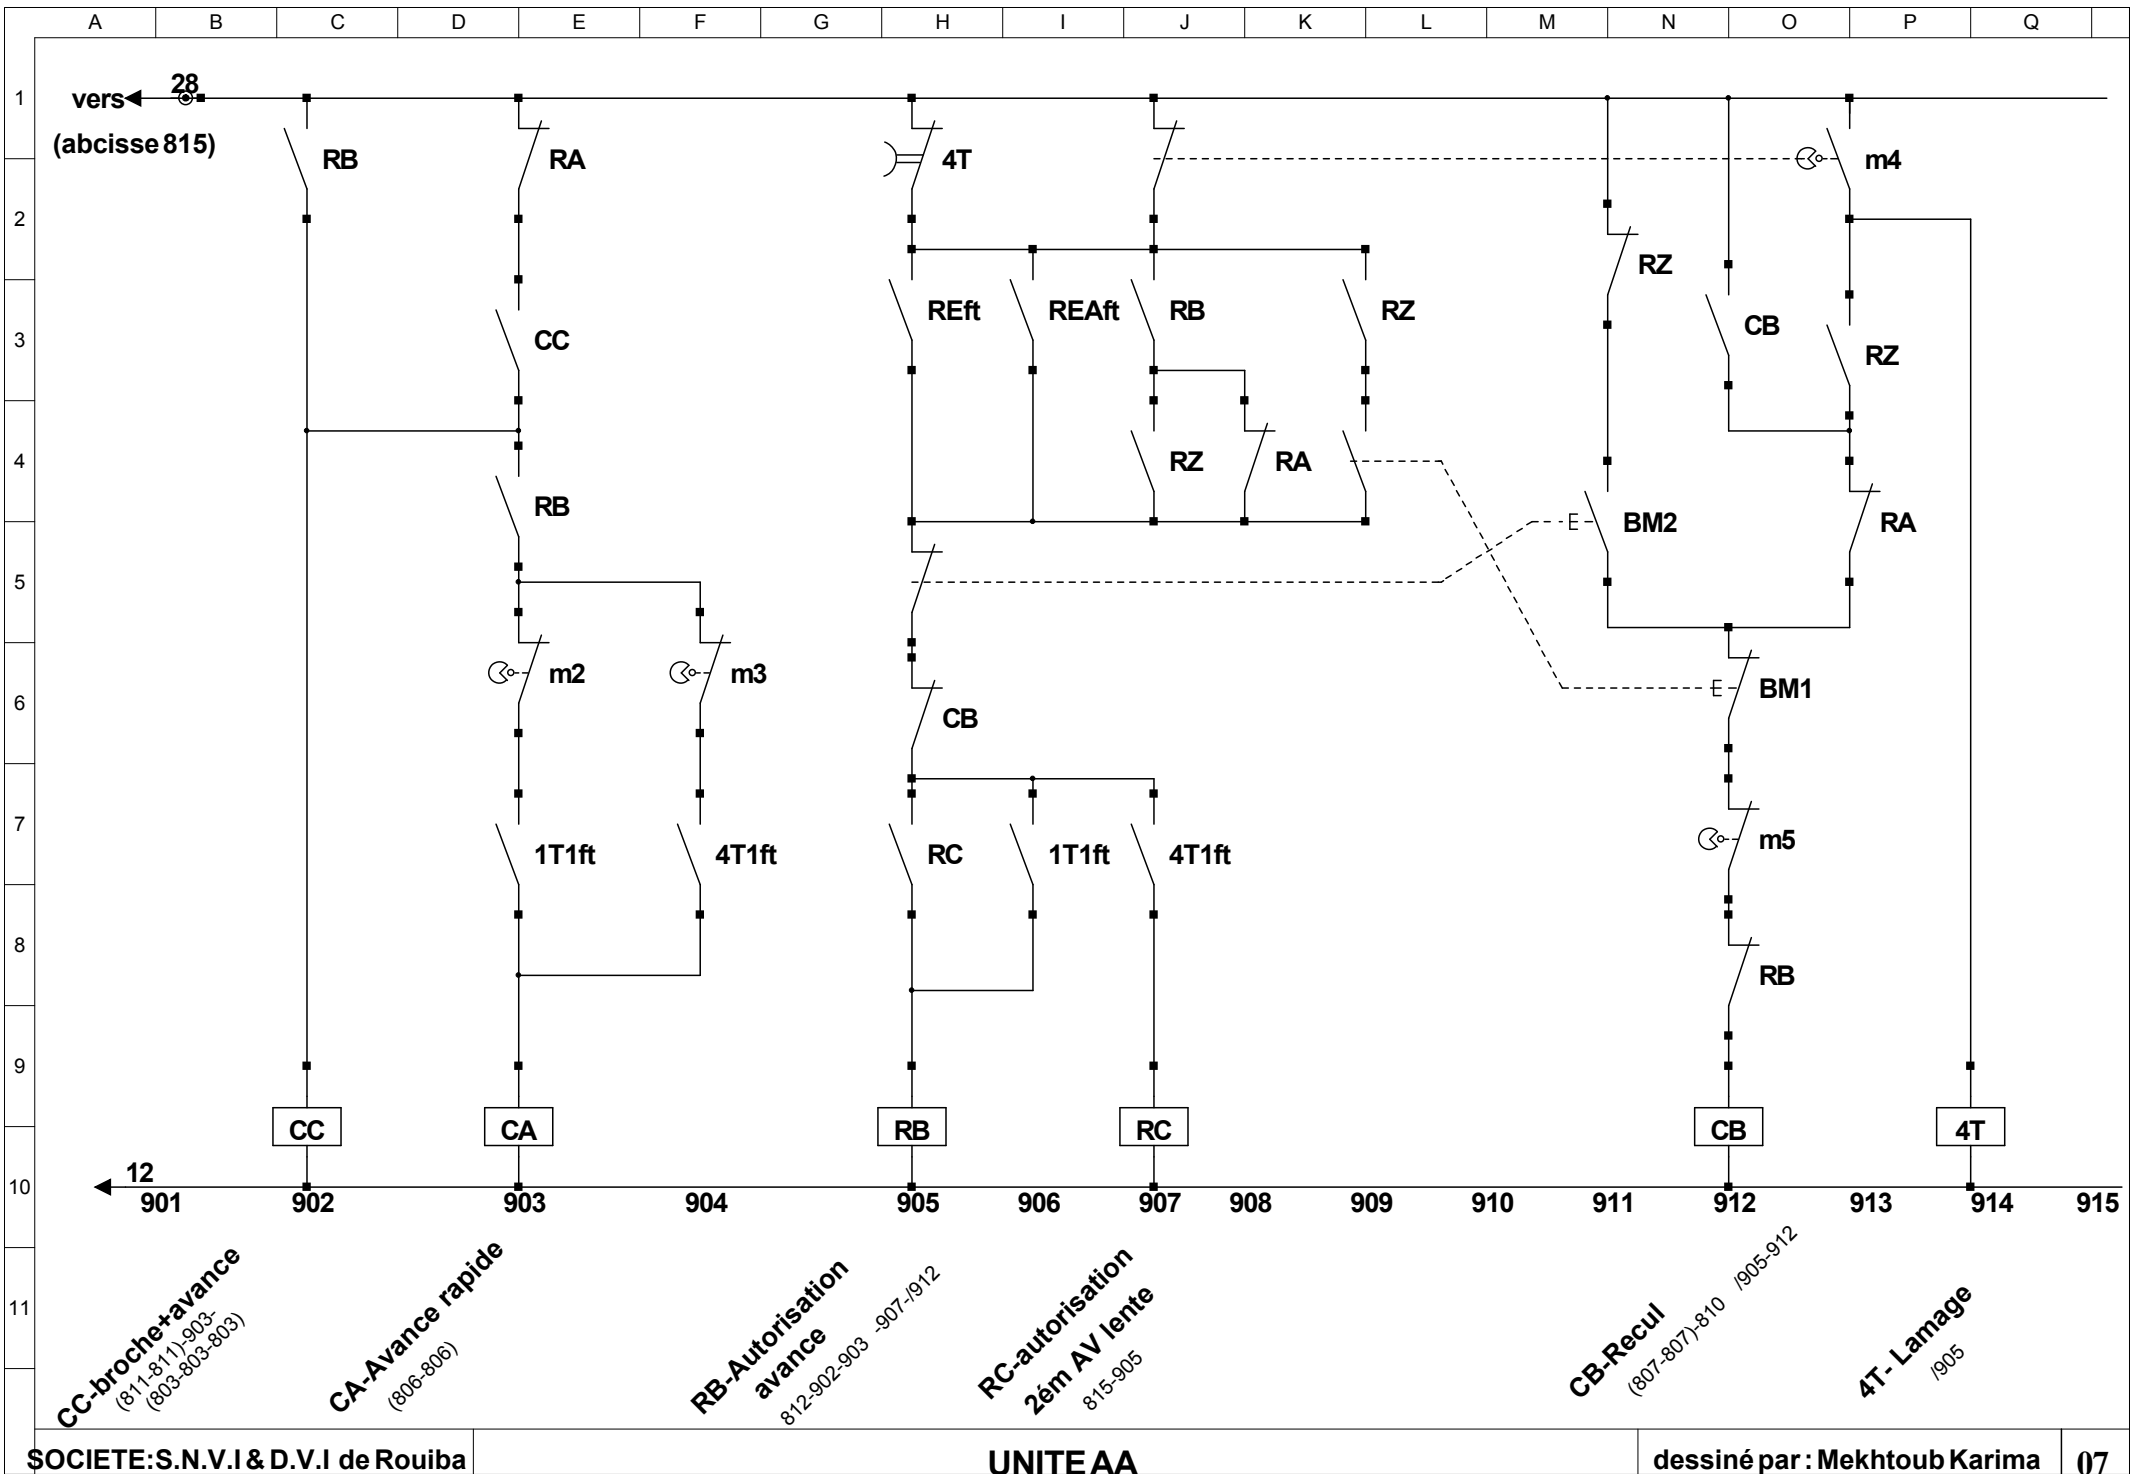 A B C D E F G H I J K L M N O P Q
1
2
3
4
5
6
7
8
9
10
11
vers
28
(abcisse 815)
RB
RA
4T
m4
RZ
REft
REAft
RB
RZ
CB
CC
RZ
RB
RZ
RA
BM2
RA
m2
m3
CB
BM1
1T1ft
4T1ft
RC
1T1ft
4T1ft
m5
RB
CC
CA
RB
RC
CB
4T
12
901 902 903 904 905 906 907 908 909 910 911 912 913 914 915
CC-broche+avance
(811-811)-903-
(803-803-803)
CA-Avance rapide
(806-806)
RB-Autorisation
avance
812-902-903 -907-/912
RC-autorisation
2ém AV lente
815-905
CB-Recul
(807-807)-810 /905-912
4T- Lamage
/905
SOCIETE:S.N.V.I & D.V.I de Rouiba
UNITE AA
dessiné par : Mekhtoub Karima
07